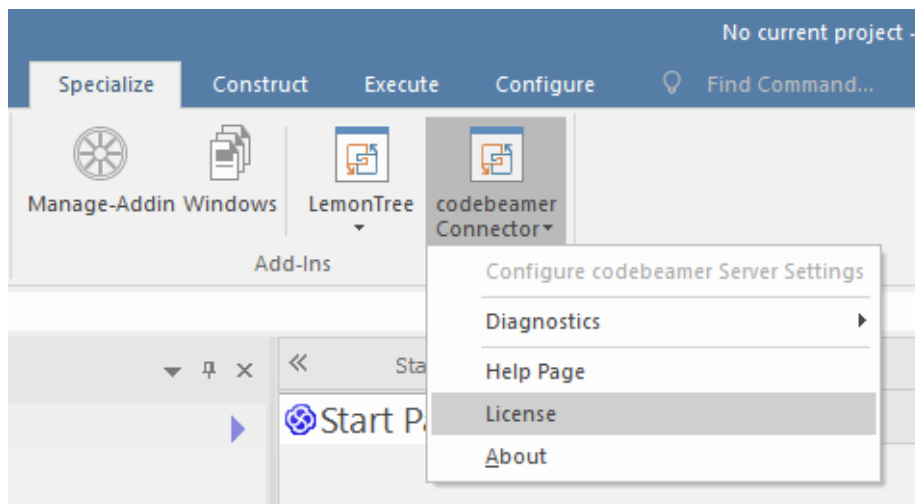 No current project -
Specialize Construct Execute Configure Find Command...
Manage-Addin Windows LemonTree codebeamer
Connector
Add-Ins
Configure codebeamer Server Settings
Diagnostics
Help Page
License
About
Sta
Start P